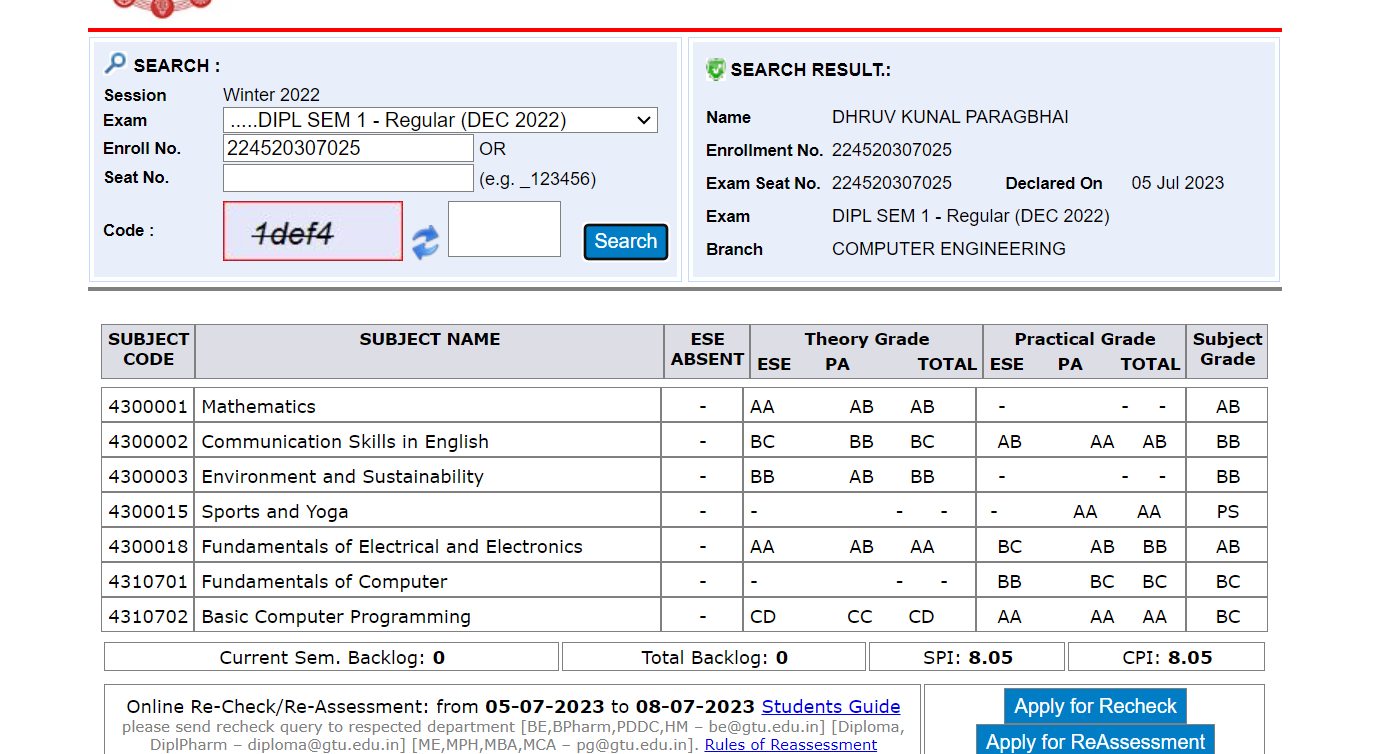 SEARCH :
Session Winter 2022
Exam .....DIPL SEM 1 - Regular (DEC 2022)
Enroll No. 224520307025 OR
Seat No. (e.g. _123456)
Code : 1def4 Search
SEARCH RESULT.:
Name DHRUV KUNAL PARAGBHAI
Enrollment No. 224520307025
Exam Seat No. 224520307025 Declared On 05 Jul 2023
Exam DIPL SEM 1 - Regular (DEC 2022)
Branch COMPUTER ENGINEERING
SUBJECT SUBJECT NAME ESE Theory Grade Practical Grade Subject
CODE ABSENT ESE PA TOTAL ESE PA TOTAL Grade
4300001 Mathematics - AA AB AB - - - AB
4300002 Communication Skills in English - BC BB BC AB AA AB BB
4300003 Environment and Sustainability - BB AB BB - - - BB
4300015 Sports and Yoga - - - - - AA AA PS
4300018 Fundamentals of Electrical and Electronics - AA AB AA BC AB BB AB
4310701 Fundamentals of Computer - - - - BB BC BC BC
4310702 Basic Computer Programming - CD CC CD AA AA AA BC
Current Sem. Backlog: 0 Total Backlog: 0 SPI: 8.05 CPI: 8.05
Online Re-Check/Re-Assessment: from 05-07-2023 to 08-07-2023 Students Guide
please send recheck query to respected department [BE,BPharm,PDDC,HM – be@gtu.edu.in] [Diploma,
DiplPharm – diploma@gtu.edu.in] [ME,MPH,MBA,MCA – pg@gtu.edu.in]. Rules of Reassessment
Apply for Recheck
Apply for ReAssessment